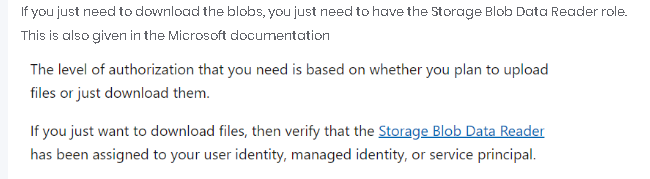 If you just need to download the blobs, you just need to have the Storage Blob Data Reader role.
This is also given in the Microsoft documentation
The level of authorization that you need is based on whether you plan to upload
files or just download them.
If you just want to download files, then verify that the Storage Blob Data Reader
has been assigned to your user identity, managed identity, or service principal.